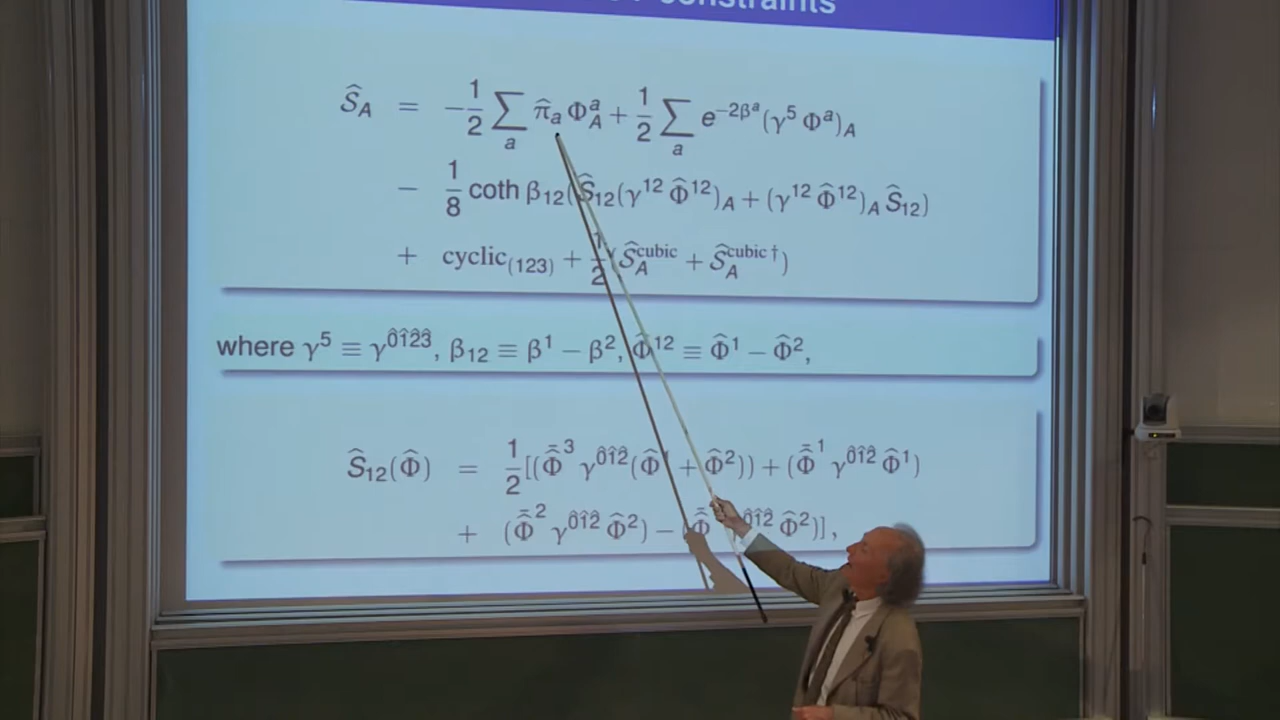 constraints
Ŝ_A = −1/2 ∑_a π̂_a Φ^a_A + 1/2 ∑_a e^{−2β^a}(γ^5 Φ^a)_A
− 1/8 coth β_12(Ŝ_12(γ^12 Φ̂^12)_A + (γ^12 Φ̂^12)_A Ŝ_12)
+ cyclic_(123) + 1/2(Ŝ_A^cubic + Ŝ_A^cubic †)
where γ^5 ≡ γ^0̂1̂2̂3̂, β_12 ≡ β^1 − β^2, Φ̂^12 ≡ Φ̂^1 − Φ̂^2,
Ŝ_12(Φ̂) = 1/2[(Φ̂̄^3 γ^0̂1̂2̂(Φ̂ + Φ̂^2)) + (Φ̂̄^1 γ^0̂1̂2̂ Φ̂^1)
+ (Φ̂̄^2 γ^0̂1̂2̂ Φ̂^2) − (Φ̂̄ 0̂1̂2̂ Φ̂^2)],